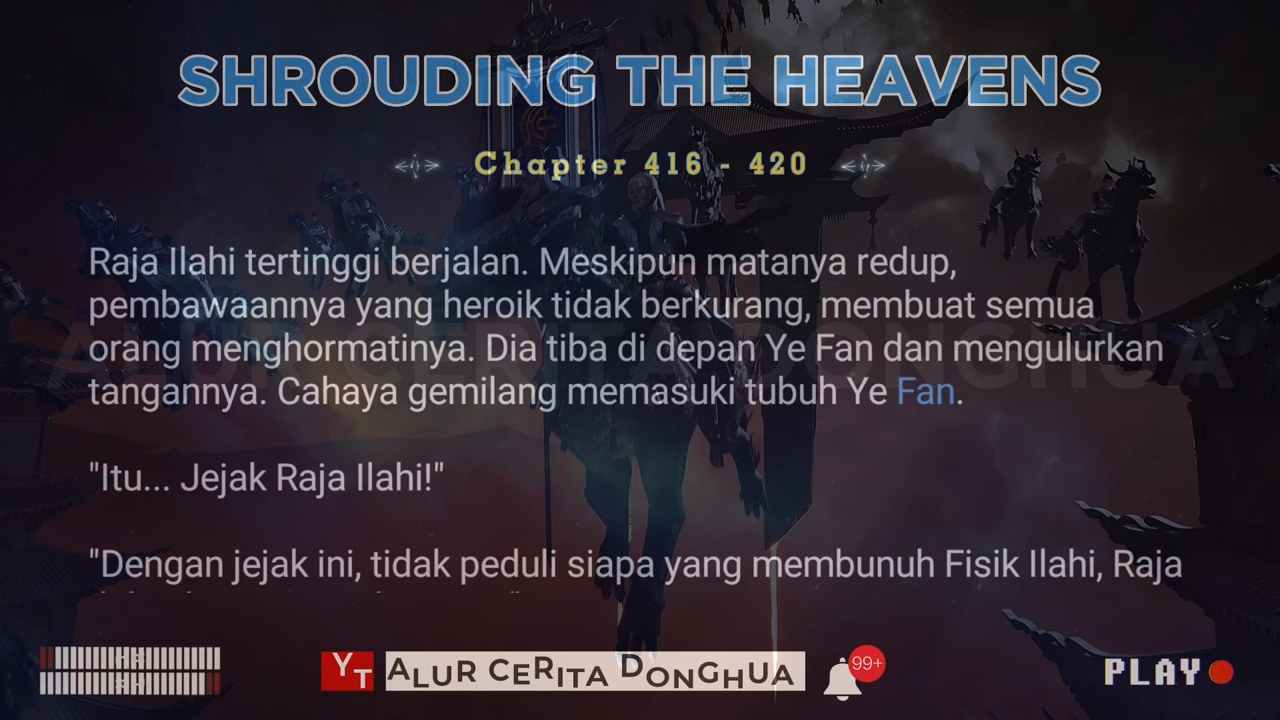 SHROUDING THE HEAVENS
Chapter 416 - 420
Raja Ilahi tertinggi berjalan. Meskipun matanya redup,
pembawaannya yang heroik tidak berkurang, membuat semua
orang menghormatinya. Dia tiba di depan Ye Fan dan mengulurkan
tangannya. Cahaya gemilang memasuki tubuh Ye Fan.
"Itu... Jejak Raja Ilahi!"
"Dengan jejak ini, tidak peduli siapa yang membunuh Fisik Ilahi, Raja
ALUR CERITA DONGHUA
YT ALUR CERITA DONGHUA
99+
PLAY